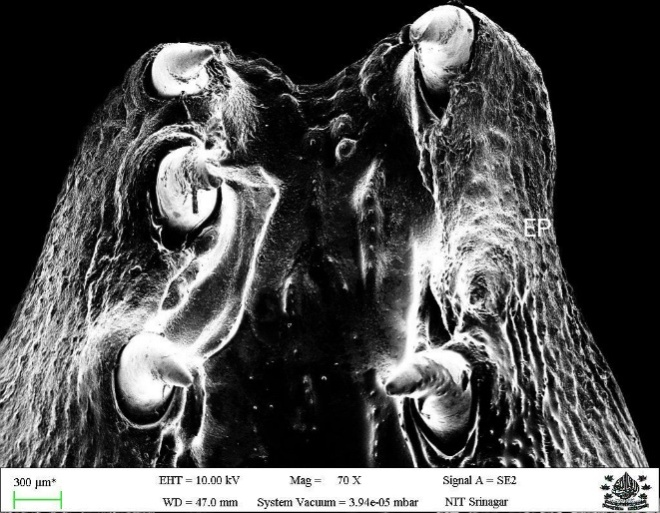 EP
300 µm*
EHT = 10.00 kV Mag = 70 X Signal A = SE2
WD = 47.0 mm System Vacuum = 3.94e-05 mbar NIT Srinagar